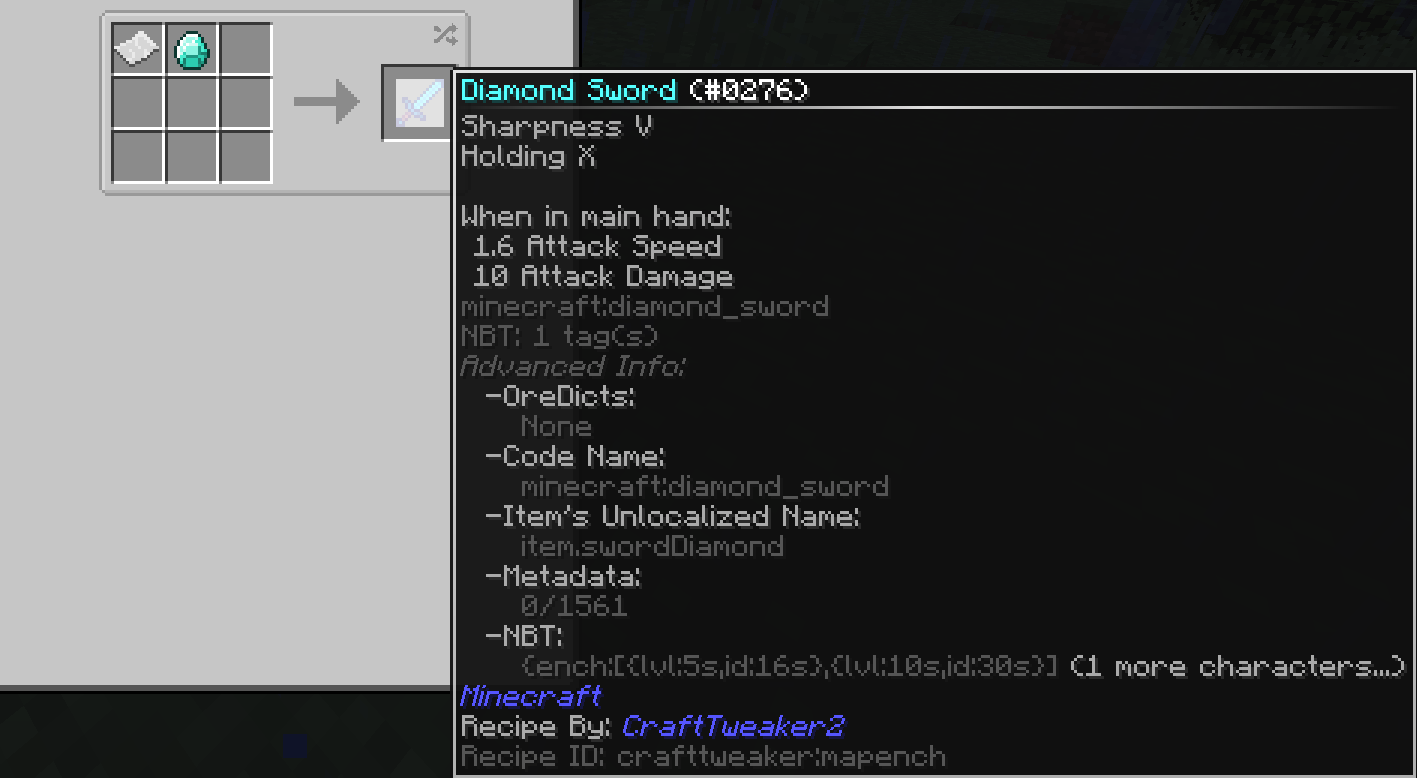 Diamond Sword (#0276)
Sharpness V
Holding X
When in main hand:
1.6 Attack Speed
10 Attack Damage
minecraft:diamond_sword
NBT: 1 tag(s)
Advanced Info:
-OreDicts:
None
-Code Name:
minecraft:diamond_sword
-Item's Unlocalized Name:
item.swordDiamond
-Metadata:
0/1561
-NBT:
{ench:[{lvl:5s,id:16s},{lvl:10s,id:30s}] (1 more characters...)
Minecraft
Recipe By: CraftTweaker2
Recipe ID: crafttweaker:mapench